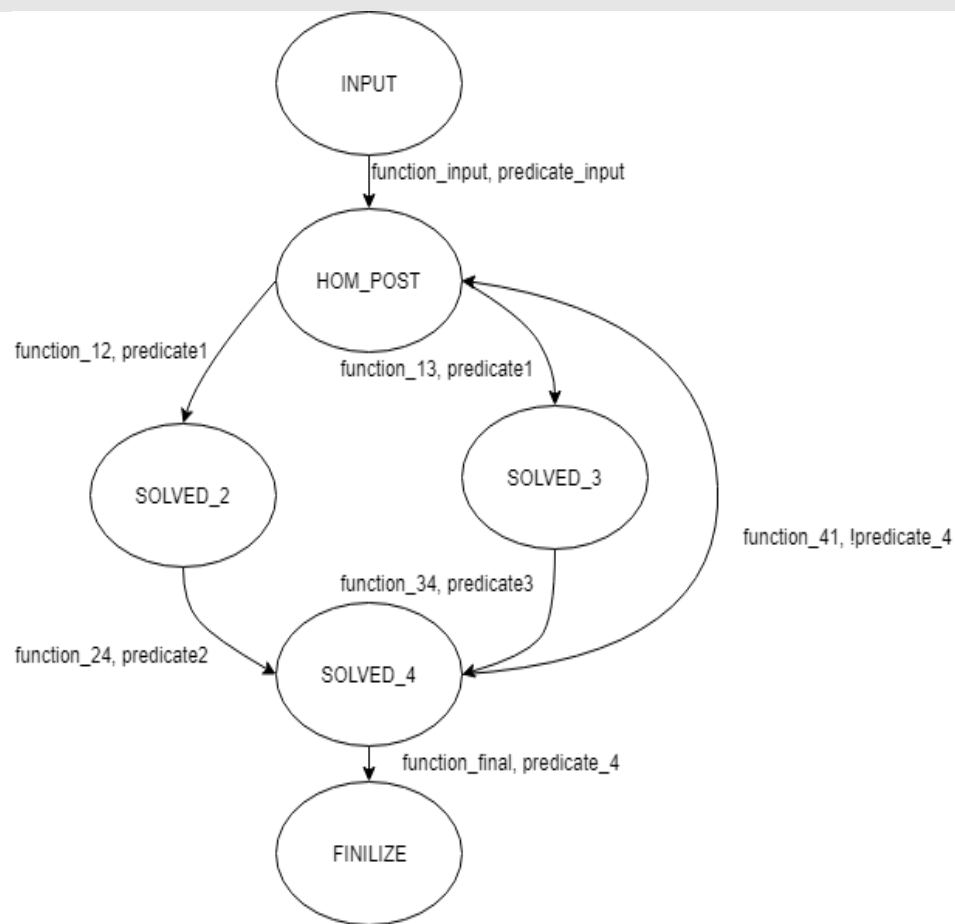 INPUT
function_input, predicate_input
HOM_POST
function_12, predicate1
function_13, predicate1
SOLVED_2
SOLVED_3
function_41, !predicate_4
function_34, predicate3
function_24, predicate2
SOLVED_4
function_final, predicate_4
FINILIZE